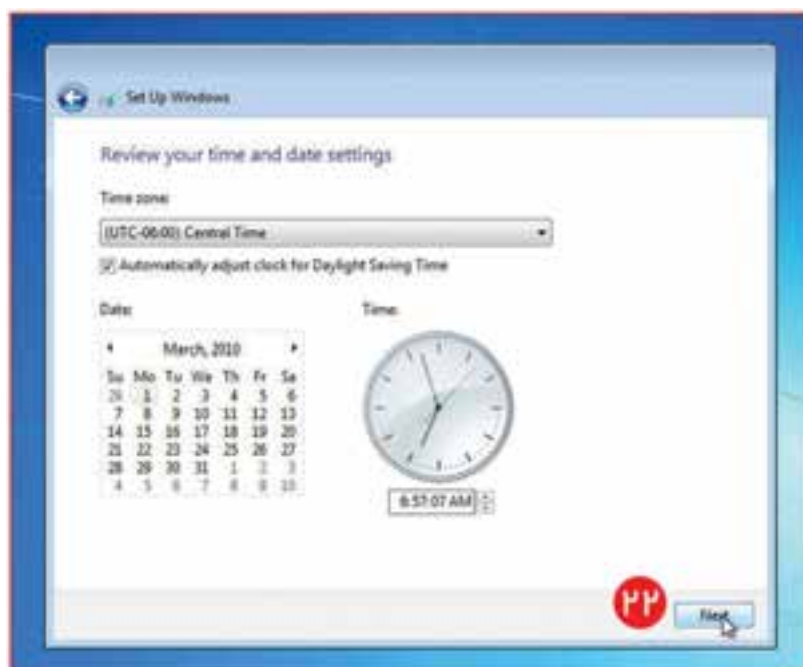 Set Up Windows
Review your time and date settings
Time zone:
(UTC-06:00) Central Time
Automatically adjust clock for Daylight Saving Time
Date:
Time:
March, 2010
Su Mo Tu We Th Fr Sa
28 1 2 3 4 5 6
7 8 9 10 11 12 13
14 15 16 17 18 19 20
21 22 23 24 25 26 27
28 29 30 31 1 2 3
4 5 6 7 8 9 10
6:57:07 AM
۲۲
Next